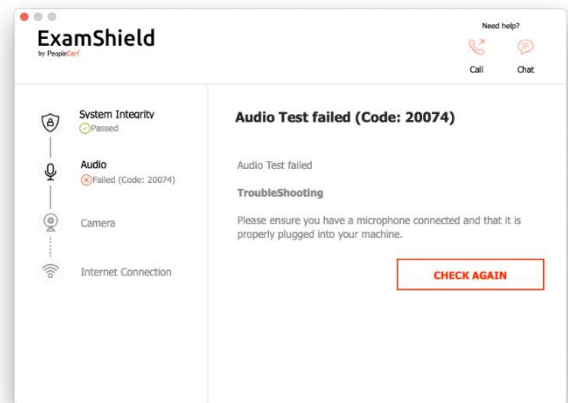 Need help?
ExamShield
by PeopleCert
Call
Chat
System Integrity
Passed
Audio
Failed (Code: 20074)
Camera
Internet Connection
Audio Test failed (Code: 20074)
Audio Test failed
TroubleShooting
Please ensure you have a microphone connected and that it is
properly plugged into your machine.
CHECK AGAIN